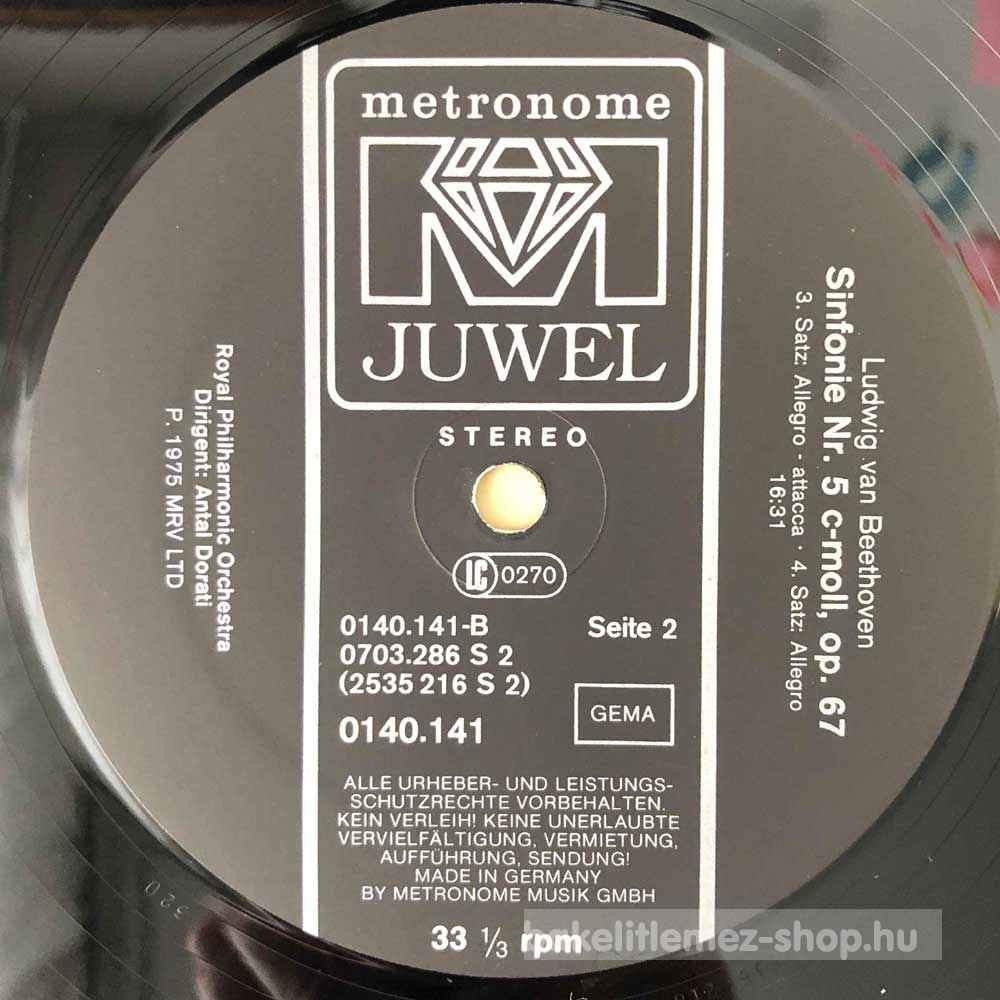 metronome
JUWEL
STEREO
LC 0270
0140.141-B
0703.286 S 2
(2535 216 S 2)
Seite 2
0140.141
GEMA
ALLE URHEBER- UND LEISTUNGS-
SCHUTZRECHTE VORBEHALTEN.
KEIN VERLEIH! KEINE UNERLAUBTE
VERVIELFÄLTIGUNG, VERMIETUNG,
AUFFÜHRUNG, SENDUNG!
MADE IN GERMANY
BY METRONOME MUSIK GMBH
33 1/3 rpm
Ludwig van Beethoven
Sinfonie Nr. 5 c-moll, op. 67
3. Satz: Allegro - attacca · 4. Satz: Allegro
16:31
Royal Philharmonic Orchestra
Dirigent: Antal Dorati
P. 1975 MRV LTD
320
bakelitlemez-shop.hu